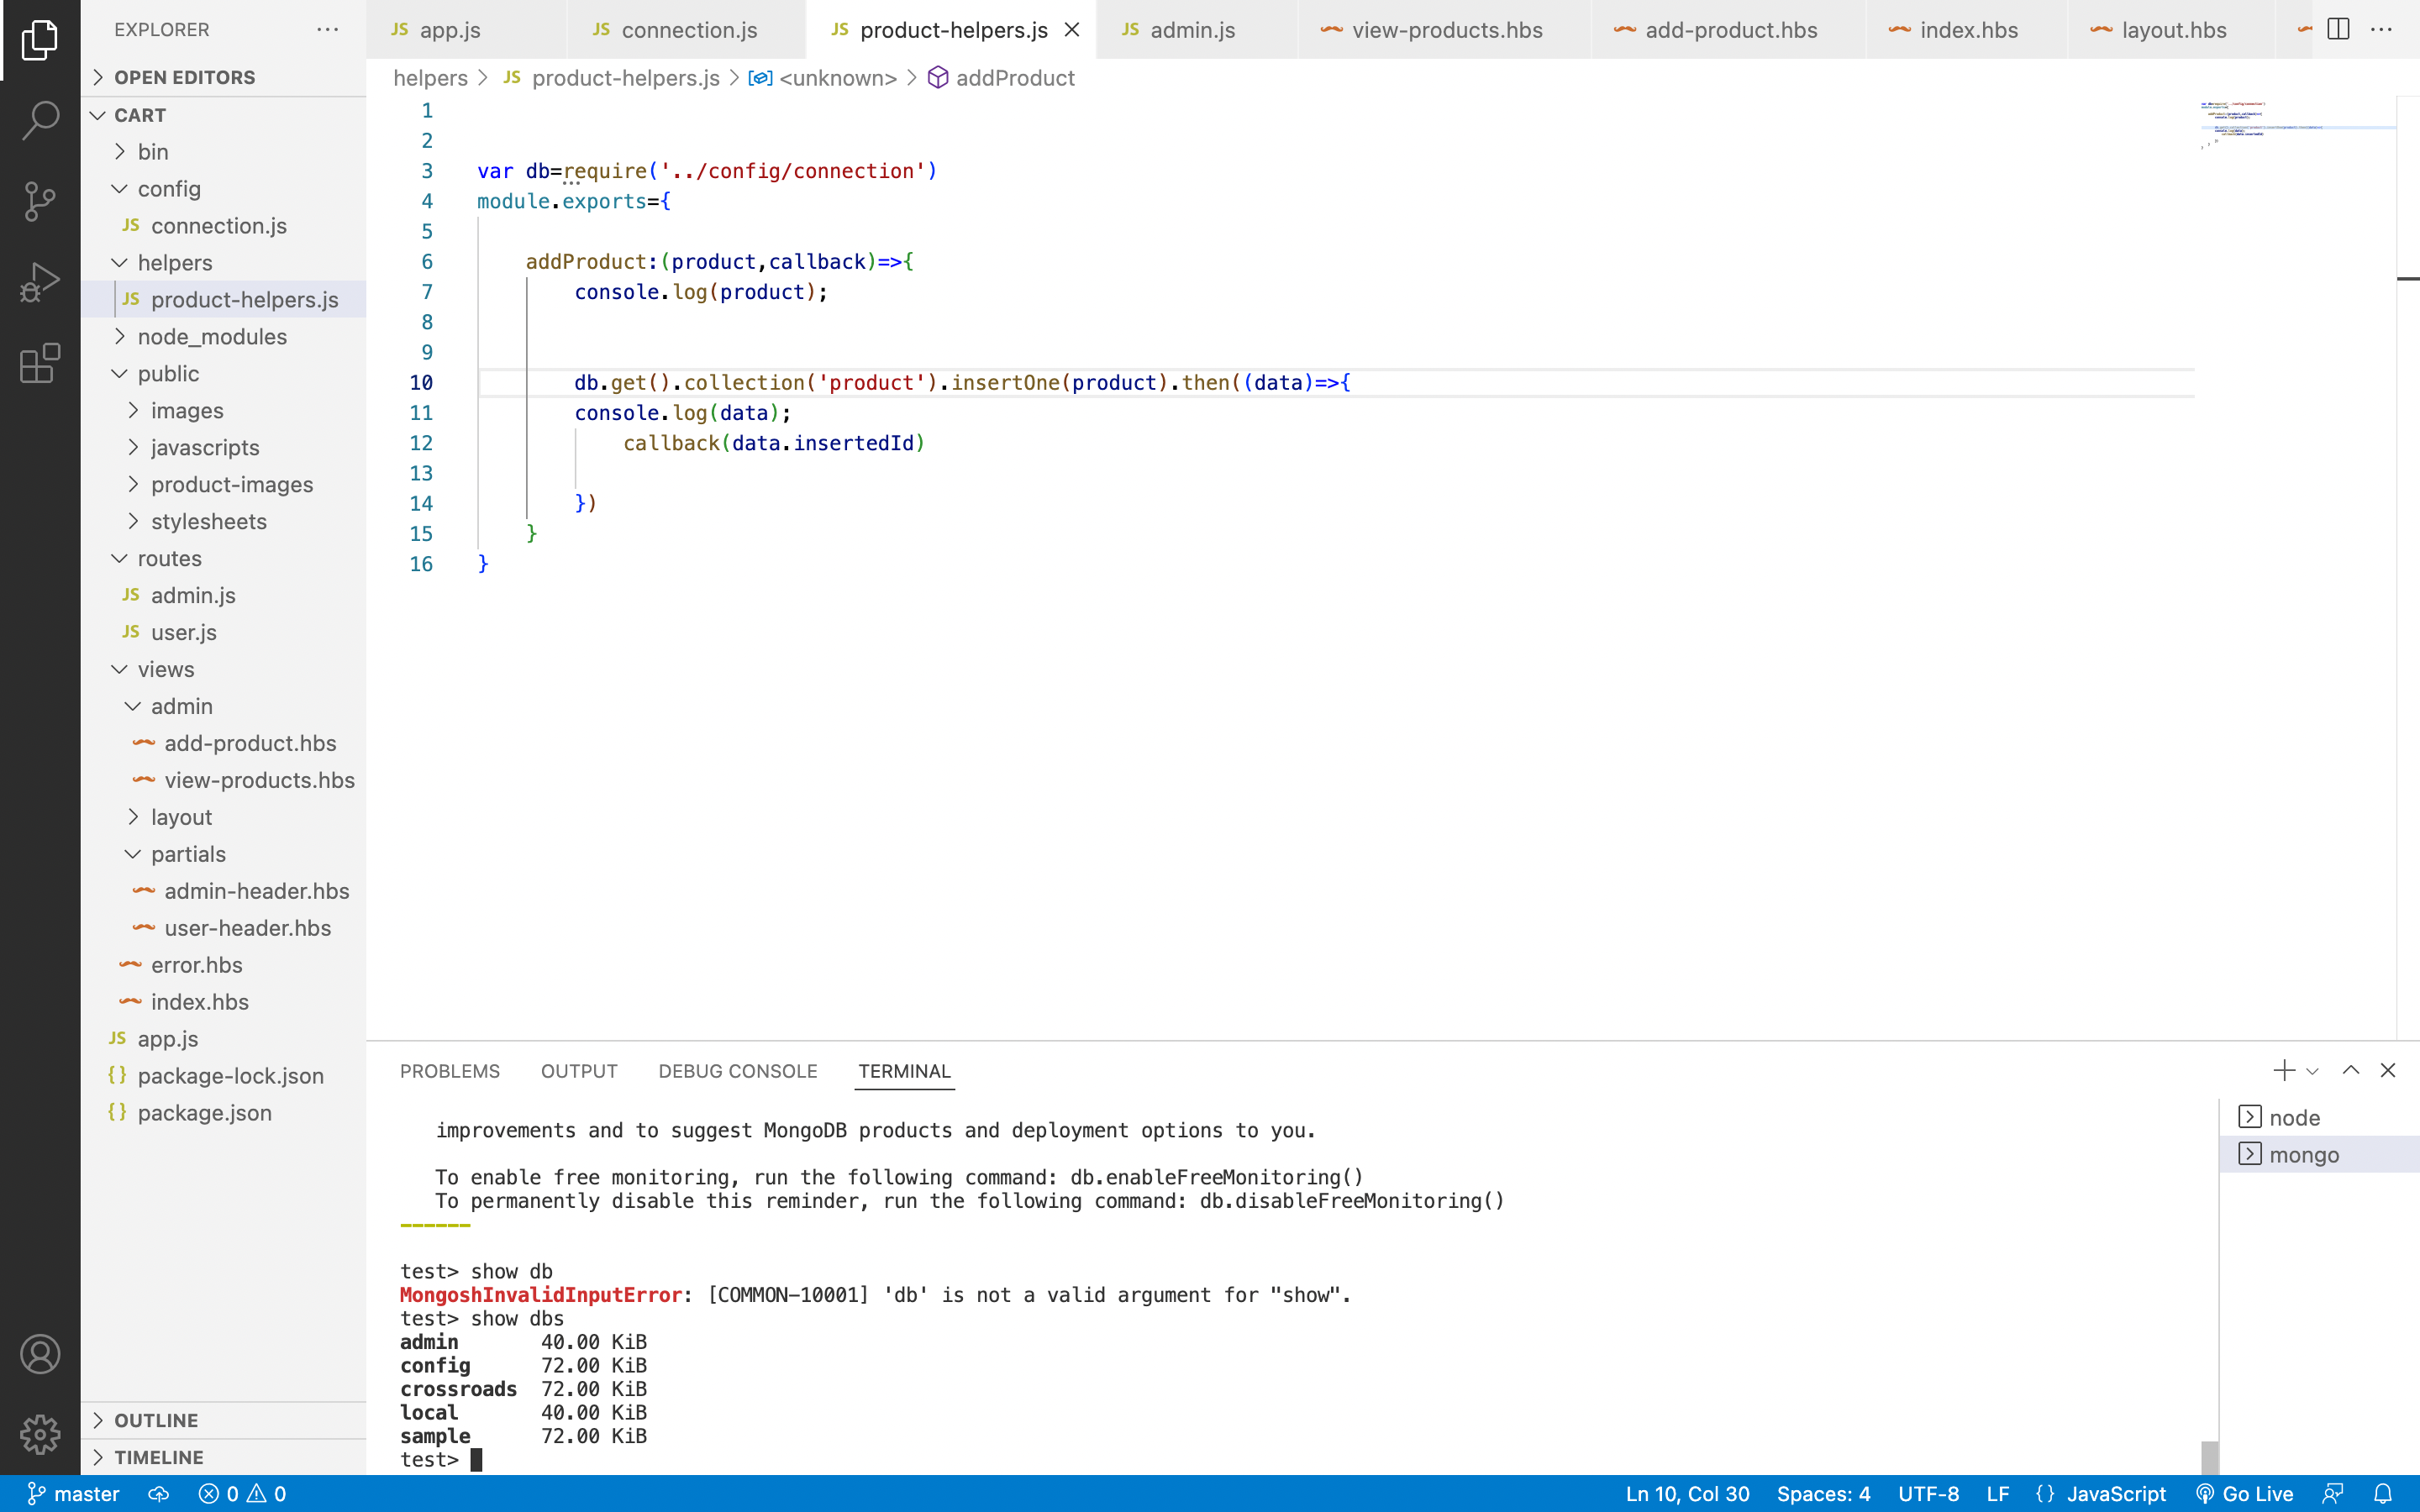 EXPLORER
OPEN EDITORS
CART
bin
config
JS connection.js
helpers
JS product-helpers.js
node_modules
public
images
javascripts
product-images
stylesheets
routes
JS admin.js
JS user.js
views
admin
add-product.hbs
view-products.hbs
layout
partials
admin-header.hbs
user-header.hbs
error.hbs
index.hbs
JS app.js
{} package-lock.json
{} package.json
OUTLINE
TIMELINE
JS app.js JS connection.js JS product-helpers.js JS admin.js view-products.hbs add-product.hbs index.hbs layout.hbs
helpers > JS product-helpers.js > <unknown> > addProduct
1
2
3 var db=require('../config/connection')
4 module.exports={
5
6 addProduct:(product,callback)=>{
7 console.log(product);
8
9
10 db.get().collection('product').insertOne(product).then((data)=>{
11 console.log(data);
12 callback(data.insertedId)
13
14 })
15 }
16 }
PROBLEMS OUTPUT DEBUG CONSOLE TERMINAL
improvements and to suggest MongoDB products and deployment options to you.
To enable free monitoring, run the following command: db.enableFreeMonitoring()
To permanently disable this reminder, run the following command: db.disableFreeMonitoring()
------
test> show db
MongoshInvalidInputError: [COMMON-10001] 'db' is not a valid argument for "show".
test> show dbs
admin 40.00 KiB
config 72.00 KiB
crossroads 72.00 KiB
local 40.00 KiB
sample 72.00 KiB
test>
node
mongo
master 0 0 Ln 10, Col 30 Spaces: 4 UTF-8 LF {} JavaScript Go Live